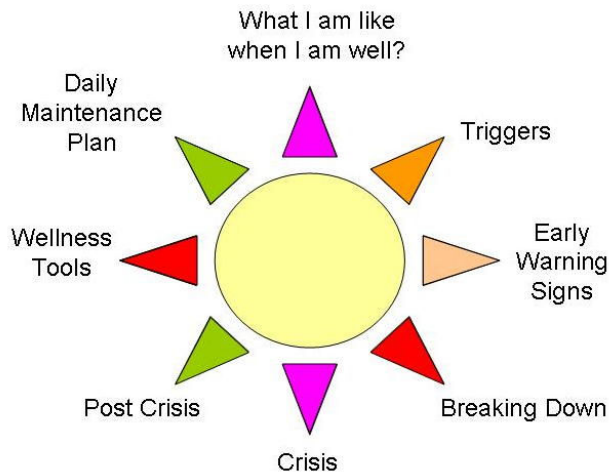 What I am like
when I am well?
Daily
Maintenance
Plan
Triggers
Wellness
Tools
Early
Warning
Signs
Post Crisis
Breaking Down
Crisis